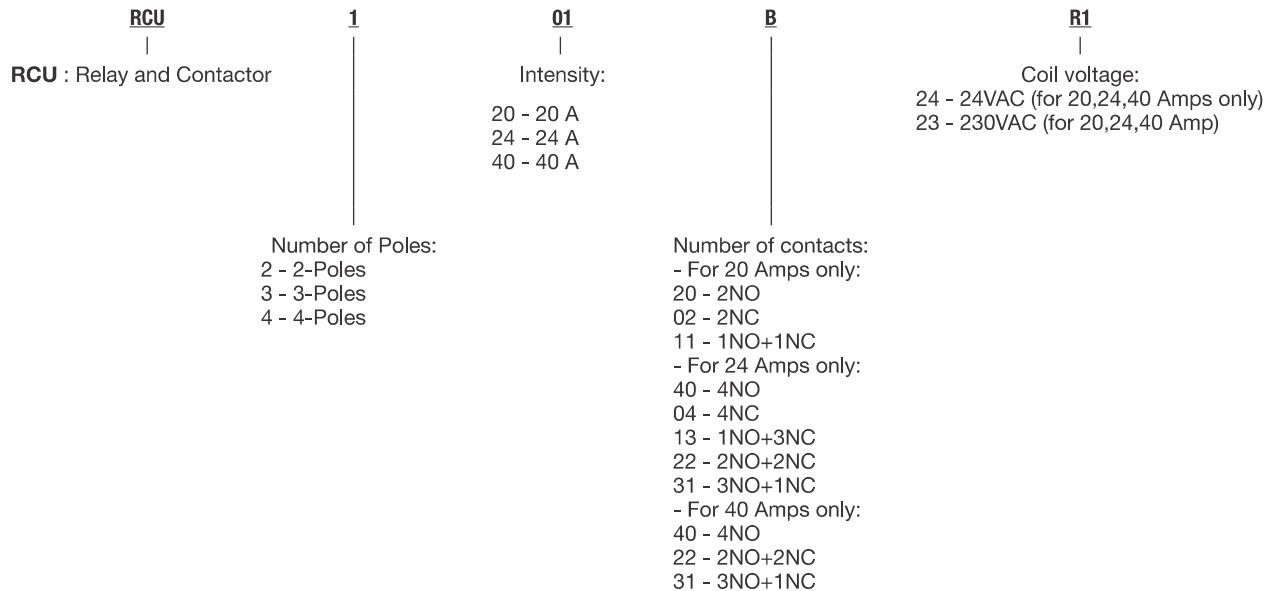 RCU 1 01 B R1
RCU : Relay and Contactor
Intensity:
20 - 20 A
24 - 24 A
40 - 40 A
Coil voltage:
24 - 24VAC (for 20,24,40 Amps only)
23 - 230VAC (for 20,24,40 Amp)
Number of Poles:
2 - 2-Poles
3 - 3-Poles
4 - 4-Poles
Number of contacts:
- For 20 Amps only:
20 - 2NO
02 - 2NC
11 - 1NO+1NC
- For 24 Amps only:
40 - 4NO
04 - 4NC
13 - 1NO+3NC
22 - 2NO+2NC
31 - 3NO+1NC
- For 40 Amps only:
40 - 4NO
22 - 2NO+2NC
31 - 3NO+1NC